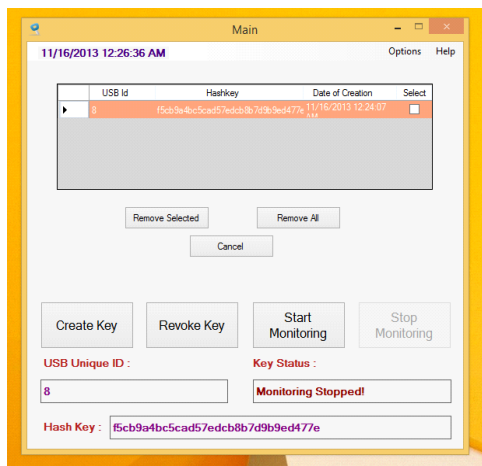 Main
11/16/2013 12:26:36 AM Options Help
USB Id Hashkey Date of Creation Select
8 f5cb9a4bc5cad57edcb8b7d9b9ed477e 11/16/2013 12:24:07
AM
Remove Selected Remove All
Cancel
Create Key Revoke Key Start Monitoring Stop Monitoring
USB Unique ID : Key Status :
8 Monitoring Stopped!
Hash Key : f5cb9a4bc5cad57edcb8b7d9b9ed477e